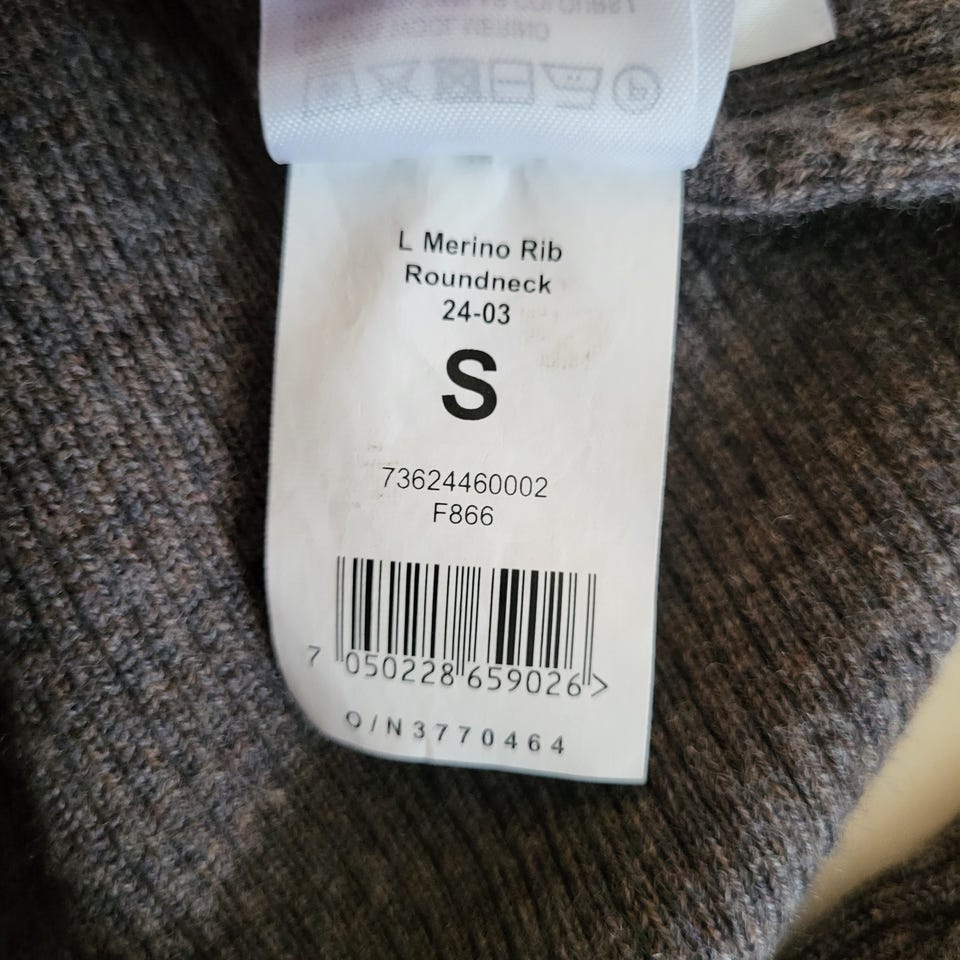 L Merino Rib
Roundneck
24-03
S
73624460002
F866
7 050228 659026 >
O/N3770464